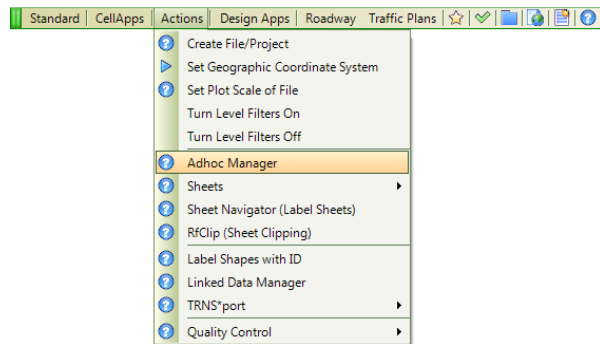 Standard CellApps Actions Design Apps Roadway Traffic Plans
Create File/Project
Set Geographic Coordinate System
Set Plot Scale of File
Turn Level Filters On
Turn Level Filters Off
Adhoc Manager
Sheets
Sheet Navigator (Label Sheets)
RfClip (Sheet Clipping)
Label Shapes with ID
Linked Data Manager
TRNS*port
Quality Control